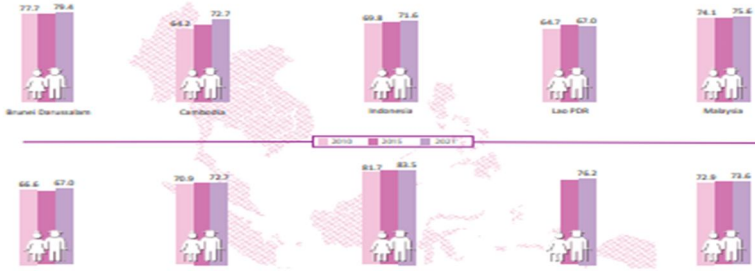 77.7 79.4
64.2 72.7
69.8 71.6
64.7 67.0
74.1 75.6
Brunei Darussalam
Cambodia
Indonesia
Lao PDR
Malaysia
2010 2015 2021
66.6 67.0
70.9 72.7
81.7 83.5
76.2
72.9 73.6